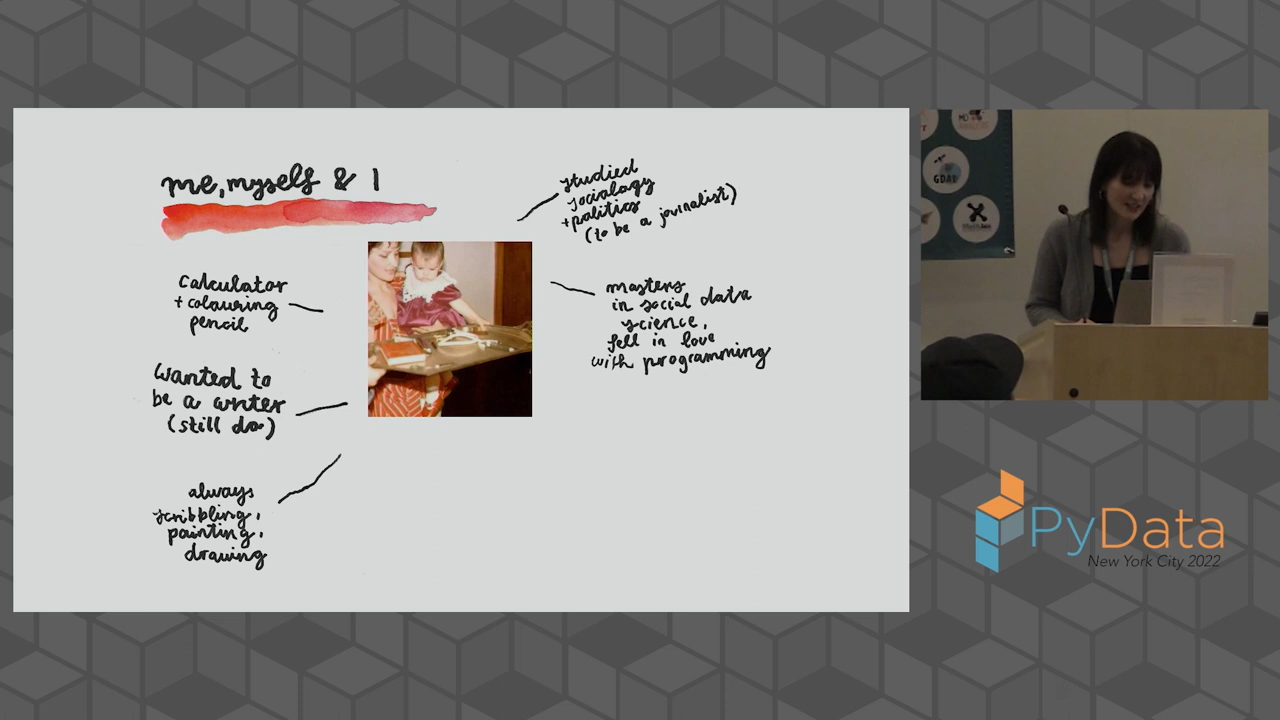 me, myself & I
calculator
+ colouring
pencil
wanted to
be a writer
(still do)
always
scribbling,
painting,
drawing
studied
sociology
+politics
(to be a journalist)
masters
in social data
science,
fell in love
with programming
GDAL
PyData
New York City 2022